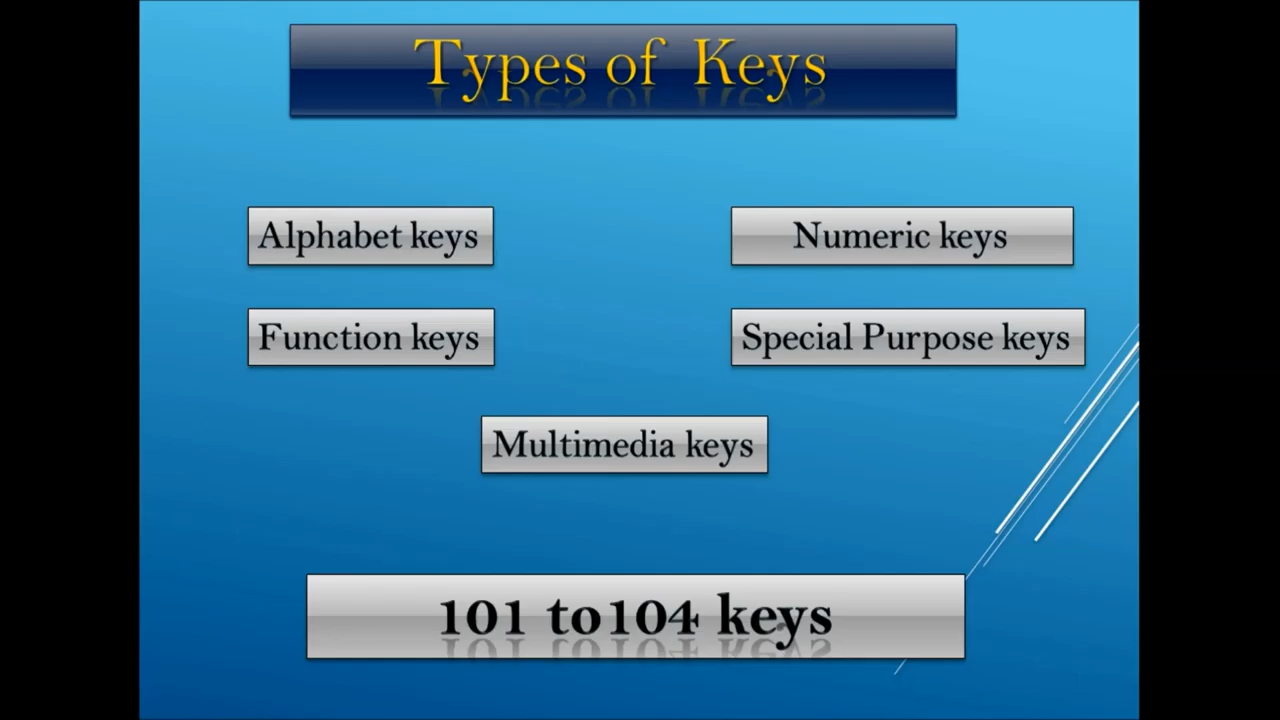 Types of Keys
Alphabet keys
Numeric keys
Function keys
Special Purpose keys
Multimedia keys
101 to104 keys